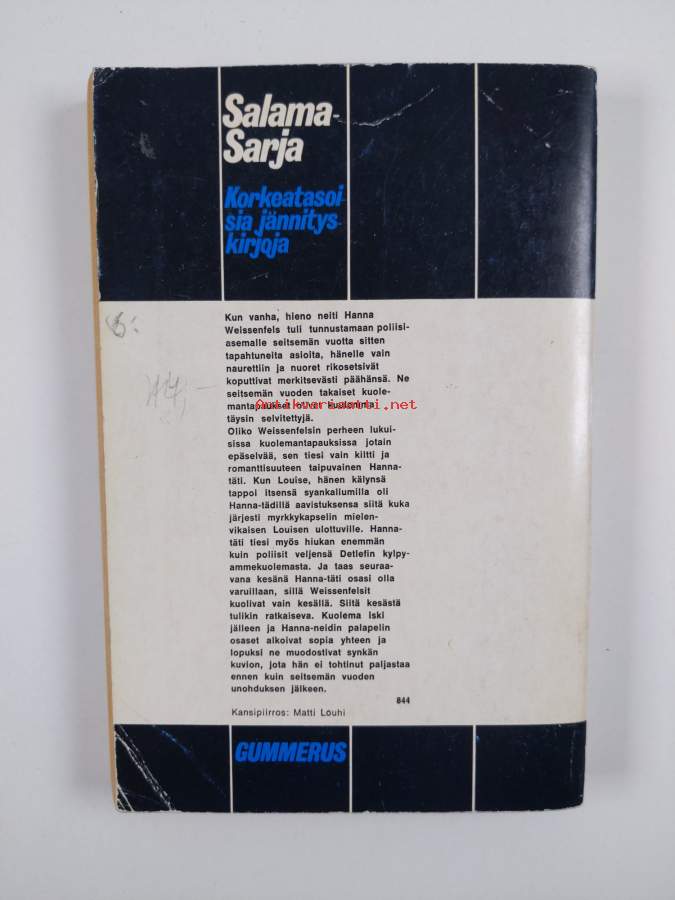 Salama-
Sarja
Korkeatasoi
sia jännitys-
kirjoja
6:
Kun vanha, hieno neiti Hanna
Weissenfels tuli tunnustamaan poliisi-
asemalle seitsemän vuotta sitten
tapahtuneita asioita, hänelle vain
naurettiin ja nuoret rikosetsivät
koputtivat merkitsevästi päähänsä. Ne
seitsemän vuoden takaiset kuole-
mantapaukset
Antikvariaatti.net
täysin selvitettyjä.
Oliko Weissenfelsin perheen lukui-
sissa kuolemantapauksissa jotain
epäselvää, sen tiesi vain kiltti ja
romanttisuuteen taipuvainen Hanna-
täti. Kun Louise, hänen kälynsä
tappoi itsensä syankaliumilla oli
Hanna-tädillä aavistuksensa siitä kuka
järjesti myrkkykapselin mielen-
vikaisen Louisen ulottuville. Hanna-
täti tiesi myös hiukan enemmän
kuin poliisit veljensä Detlefin kylpy-
ammekuolemasta. Ja taas seuraa-
vana kesänä Hanna-täti osasi olla
varuillaan, sillä Weissenfelsit
kuolivat vain kesällä. Siitä kesästä
tulikin ratkaiseva. Kuolema iski
jälleen ja Hanna-neidin palapelin
osaset alkoivat sopia yhteen ja
lopuksi ne muodostivat synkän
kuvion, jota hän ei tohtinut paljastaa
ennen kuin seitsemän vuoden
unohduksen jälkeen.
844
Kansipiirros: Matti Louhi
GUMMERUS